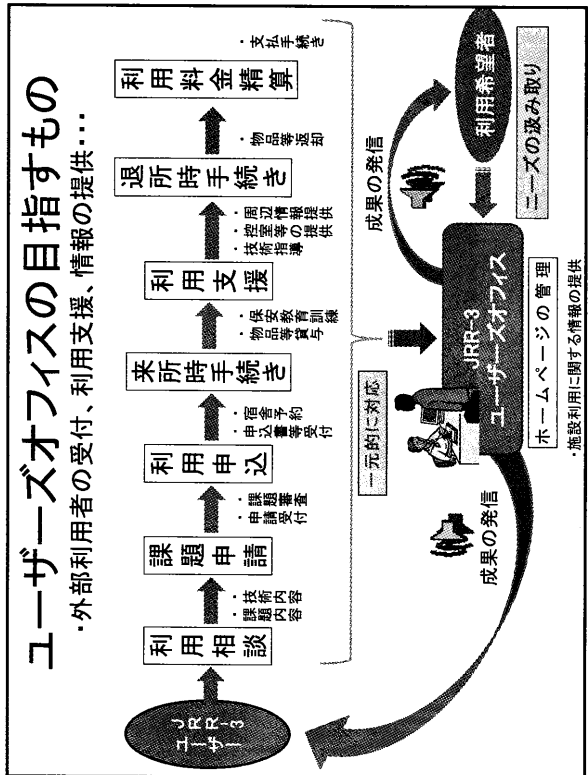 ユーザーズオフィスの目指すもの
・外部利用者の受付、利用支援、情報の提供･･･
JRR-3
ユーザー
利用相談
・技術内容
・課題内容
課題申請
・課題審査
・申請受付
利用申込
・宿舎予約
・申込書等受付
来所時手続き
・保安教育訓練
・物品等貸与
利用支援
・周辺情報提供
・控室等の提供
・技術指導
退所時手続き
・物品等返却
利用料金精算
・支払手続き
一元的に対応
JRR-3
ユーザーズオフィス
ホームページの管理
・施設利用に関する情報の提供
成果の発信
成果の発信
利用希望者
ニーズの汲み取り